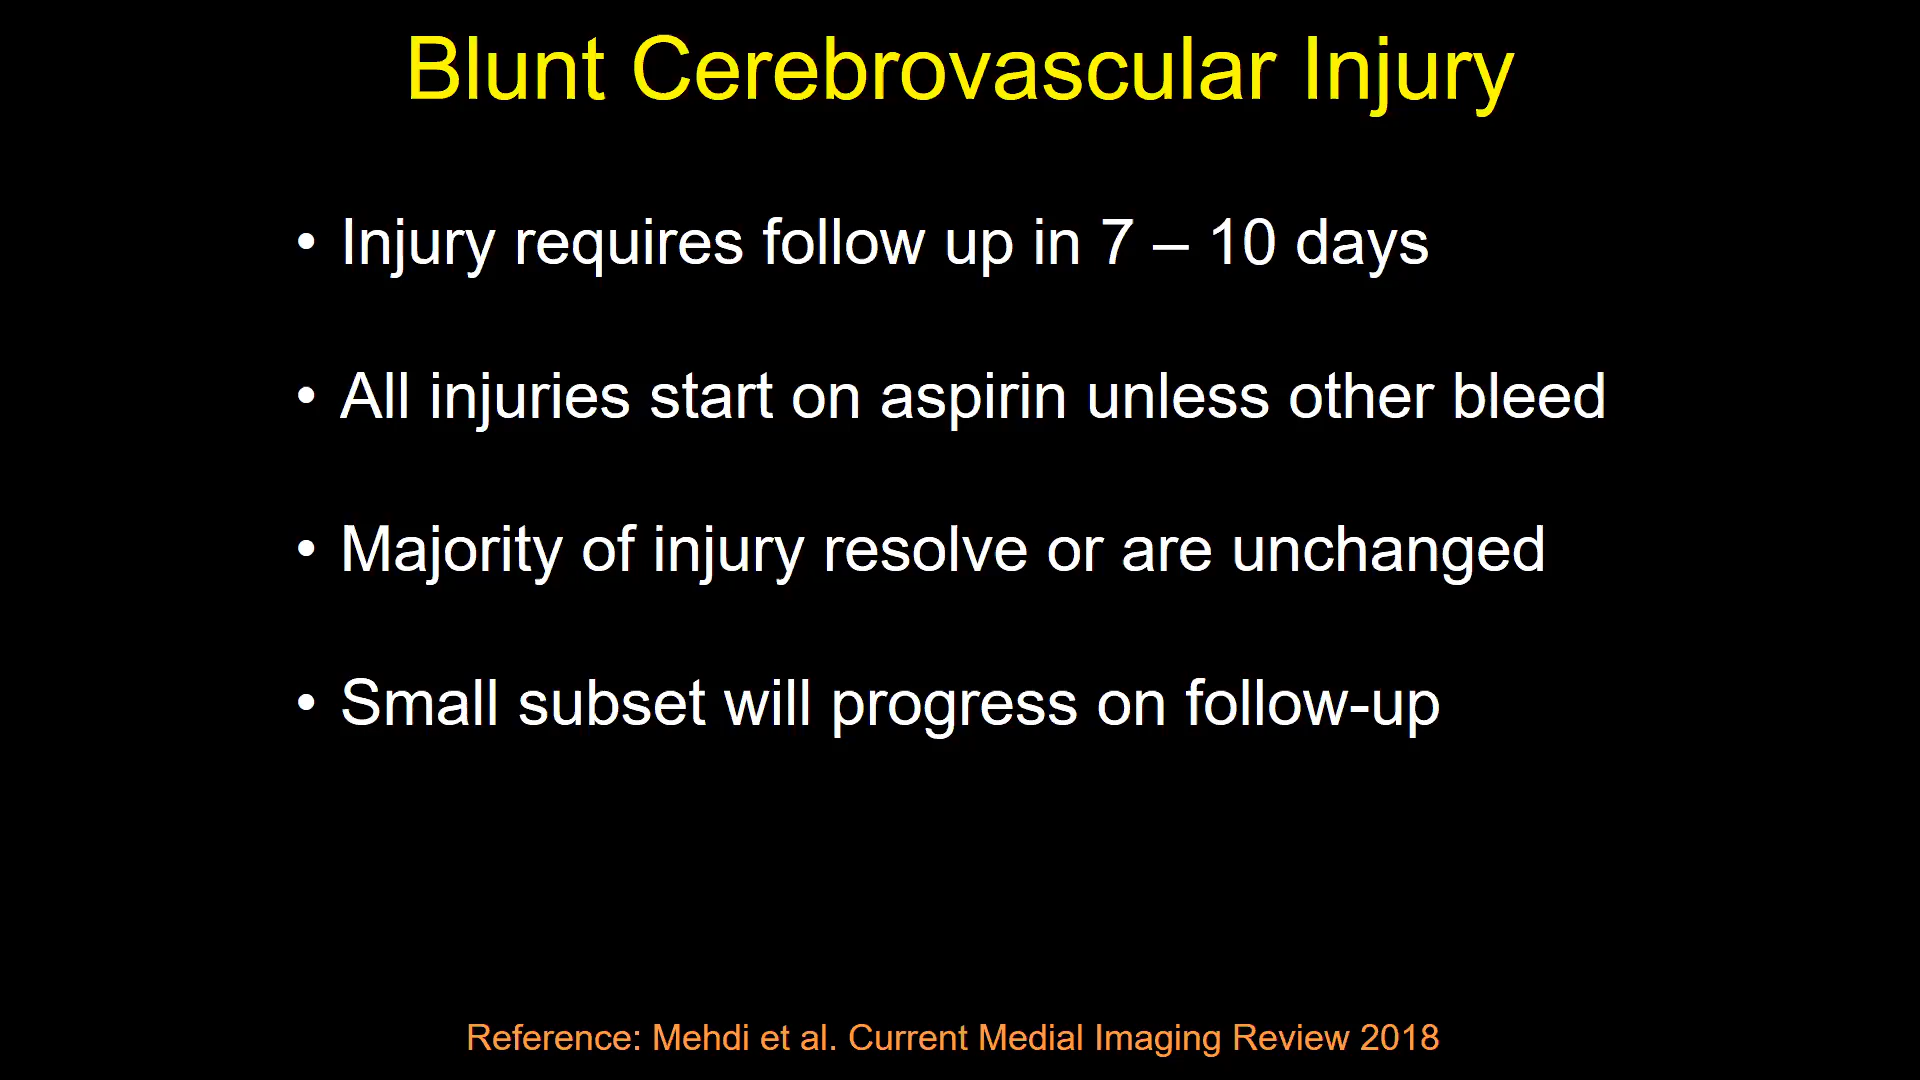 Blunt Cerebrovascular Injury
• Injury requires follow up in 7 – 10 days
• All injuries start on aspirin unless other bleed
• Majority of injury resolve or are unchanged
• Small subset will progress on follow-up
Reference: Mehdi et al. Current Medial Imaging Review 2018